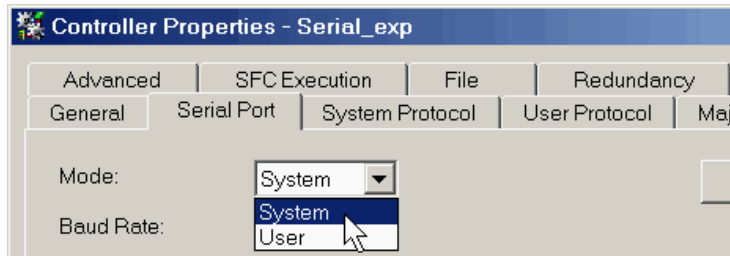 Controller Properties - Serial_exp
Advanced SFC Execution File Redundancy
General Serial Port System Protocol User Protocol Maj
Mode: System
System
Baud Rate:
User